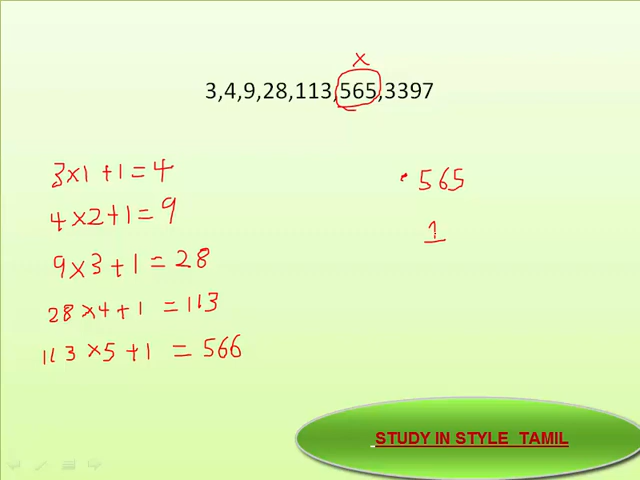 x
3,4,9,28,113,565,3397
3x1+1=4
4x2+1=9
9x3+1=28
28x4+1=113
113x5+1=566
565
1
STUDY IN STYLE TAMIL